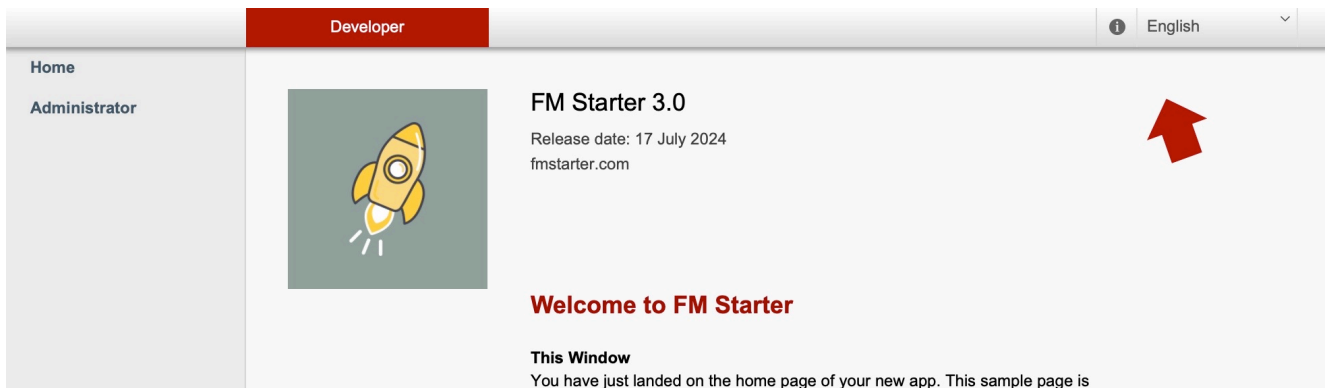 Developer
English
Home
Administrator
FM Starter 3.0
Release date: 17 July 2024
fmstarter.com
Welcome to FM Starter
This Window
You have just landed on the home page of your new app. This sample page is